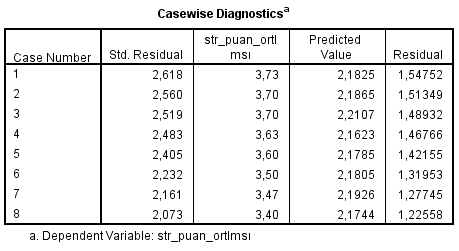 Casewise Diagnosticsa
Case Number Std. Residual str_puan_ortlmsı Predicted Value Residual
1 2,618 3,73 2,1825 1,54752
2 2,560 3,70 2,1865 1,51349
3 2,519 3,70 2,2107 1,48932
4 2,483 3,63 2,1623 1,46766
5 2,405 3,60 2,1785 1,42155
6 2,232 3,50 2,1805 1,31953
7 2,161 3,47 2,1926 1,27745
8 2,073 3,40 2,1744 1,22558
a. Dependent Variable: str_puan_ortlmsı